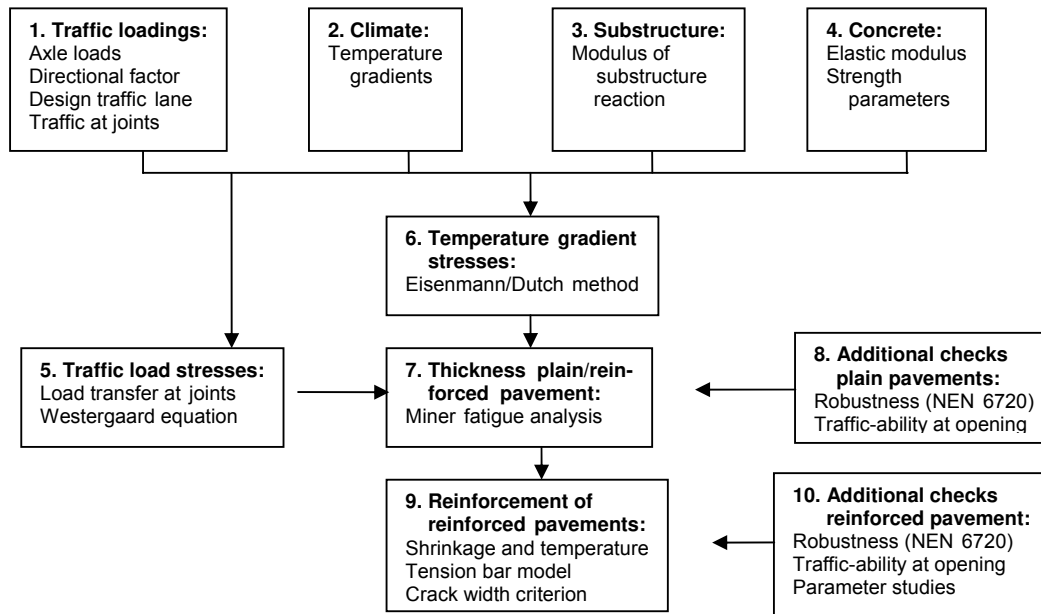 1. Traffic loadings:
Axle loads
Directional factor
Design traffic lane
Traffic at joints
2. Climate:
Temperature
gradients
3. Substructure:
Modulus of
substructure
reaction
4. Concrete:
Elastic modulus
Strength
parameters
6. Temperature gradient
stresses:
Eisenmann/Dutch method
5. Traffic load stresses:
Load transfer at joints
Westergaard equation
7. Thickness plain/rein-
forced pavement:
Miner fatigue analysis
8. Additional checks
plain pavements:
Robustness (NEN 6720)
Traffic-ability at opening
9. Reinforcement of
reinforced pavements:
Shrinkage and temperature
Tension bar model
Crack width criterion
10. Additional checks
reinforced pavement:
Robustness (NEN 6720)
Traffic-ability at opening
Parameter studies